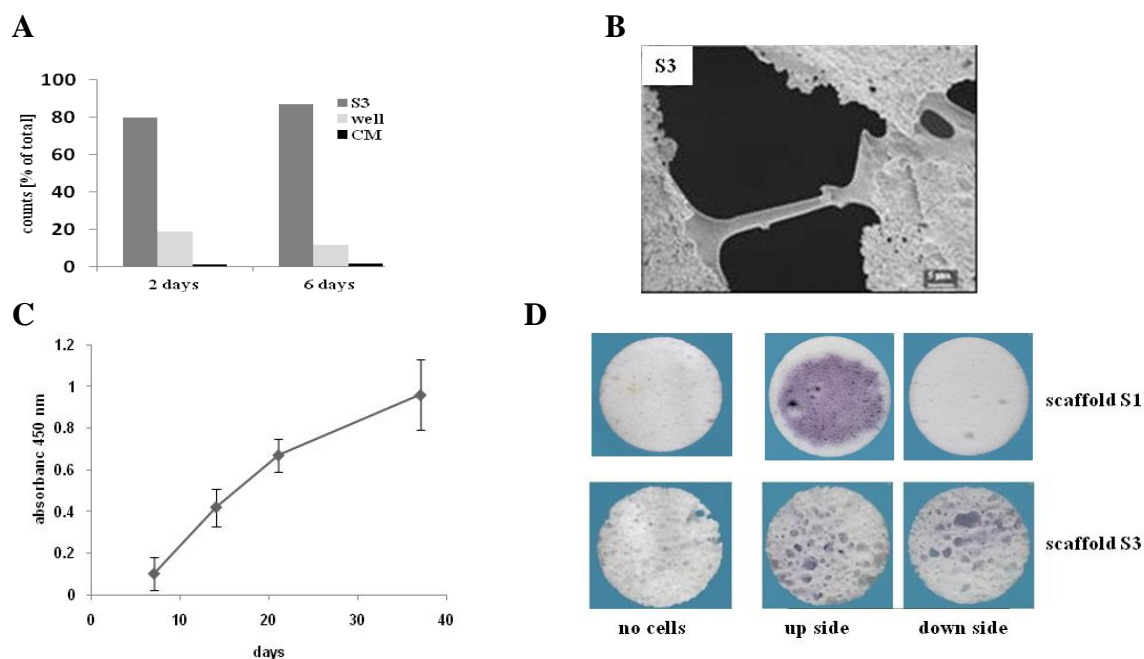 A
100
80
60
40
20
0
counts [% of total]
2 days
6 days
S3
well
CM
B
S3
5 µm
C
1.2
1
0.8
0.6
0.4
0.2
0
absorbanc 450 nm
0 10 20 30 40
days
D
scaffold S1
scaffold S3
no cells
up side
down side